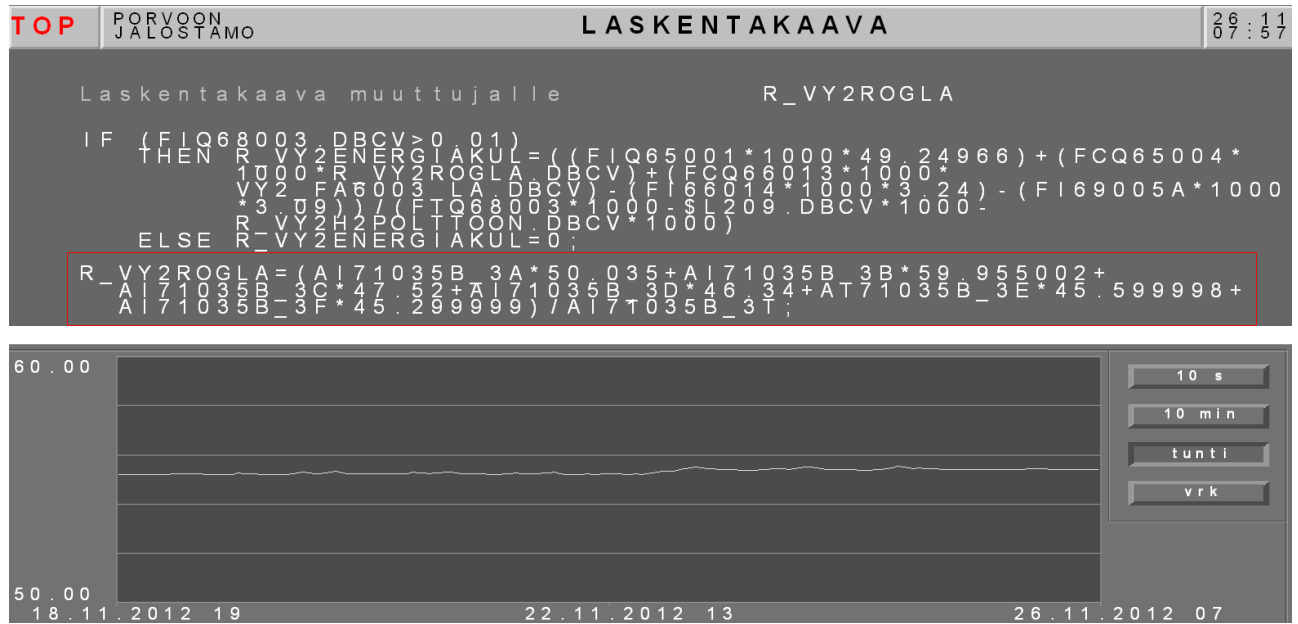 TOP
PORVOON
JALOSTAMO
LASKENTAKAAVA
26.11
07:57
Laskentakaava muuttujalle R_VY2ROGLA
IF (FIQ68003.DBCV>0.01)
THEN R_VY2ENERGIAKUL=((FIQ65001*1000*49.24966)+(FCQ65004*
1000*R_VY2ROGLA.DBCV)+(FCQ66013*1000*
VY2_FA6003_LA.DBCV)-(FI66014*1000*3.24)-(FI69005A*1000
*3.09))/(FTQ68003*1000-SL209.DBCV*1000-
R_VY2H2POLTTOON.DBCV*1000)
ELSE R_VY2ENERGIAKUL=0;
R_VY2ROGLA=(AI71035B_3A*50.035+AI71035B_3B*59.955002+
AI71035B_3C*47.52+AI71035B_3D*46.34+AI71035B_3E*45.599998+
AI71035B_3F*45.299999)/AI71035B_3T;
60.00
10 s
10 min
tunti
vrk
50.00
18.11.2012 19 22.11.2012 13 26.11.2012 07